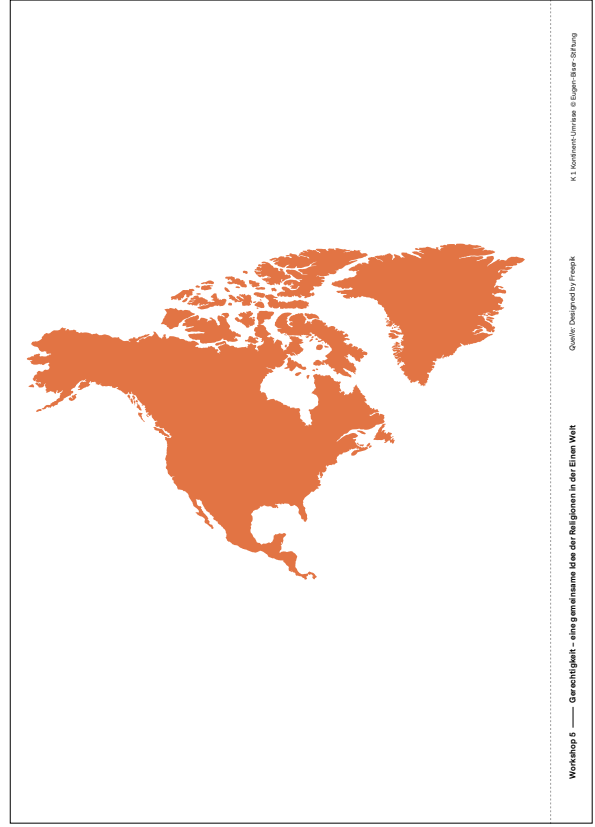 Workshop 5 —— Gerechtigkeit – eine gemeinsame Idee der Religionen in der Einen Welt
Quelle: Designed by Freepik
K 1 Kontinent-Umrisse © Eugen-Biser-Stiftung